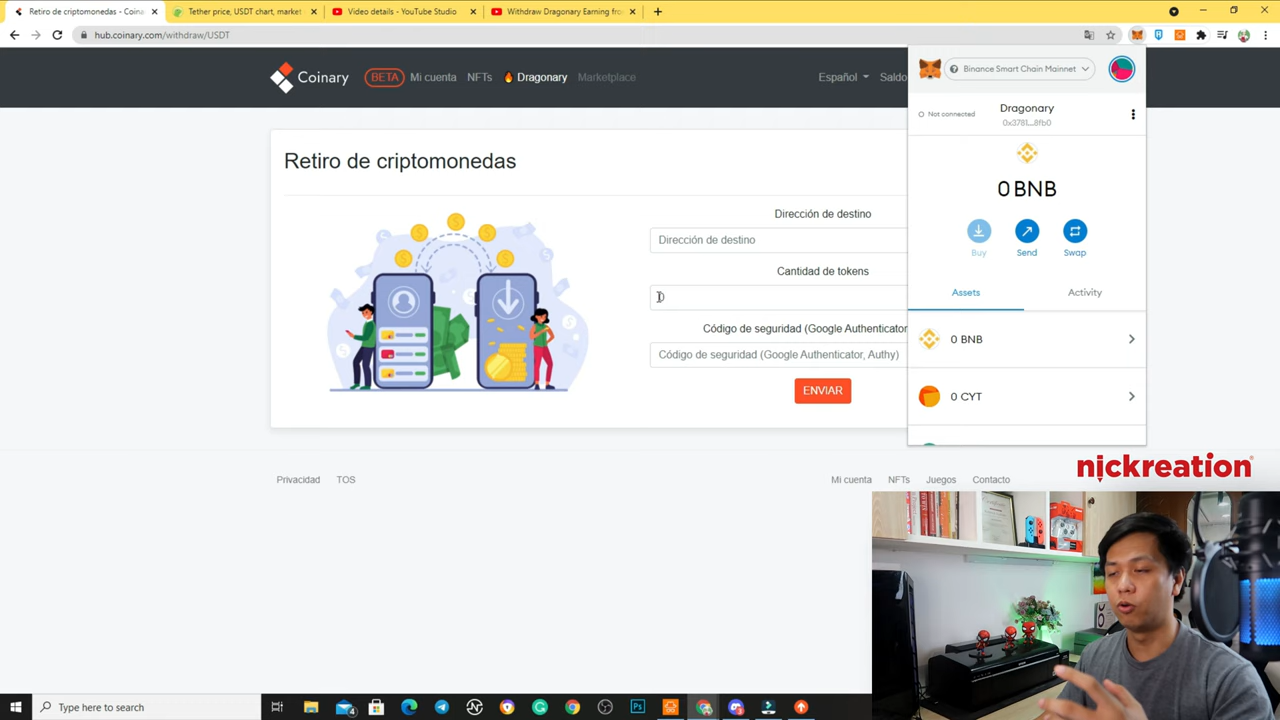 Retiro de criptomonedas - Coina
Tether price, USDT chart, market
Video details - YouTube Studio
Withdraw Dragonary Earning fro
hub.coinary.com/withdraw/USDT
Coinary
BETA
Mi cuenta
NFTs
Dragonary
Marketplace
Español
Saldo
Binance Smart Chain Mainnet
Not connected
Dragonary
0x3781...8fb0
0 BNB
Buy
Send
Swap
Assets
Activity
0 BNB
0 CYT
Retiro de criptomonedas
Dirección de destino
Dirección de destino
Cantidad de tokens
0
Código de seguridad (Google Authenticator
Código de seguridad (Google Authenticator, Authy)
ENVIAR
Privacidad
TOS
Mi cuenta
NFTs
Juegos
Contacto
nickreation
Type here to search